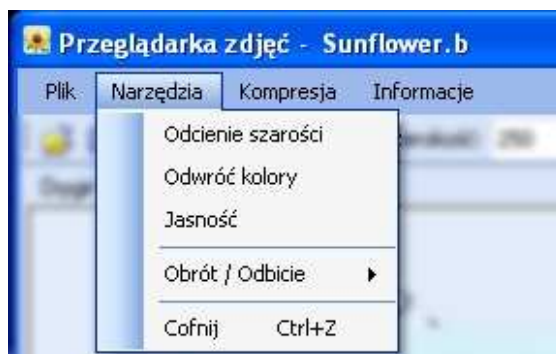 Przeglądarka zdjęć - Sunflower.b
Plik Narzędzia Kompresja Informacje
Odcienie szarości
Odwróć kolory
Jasność
Obrót / Odbicie
Cofnij Ctrl+Z